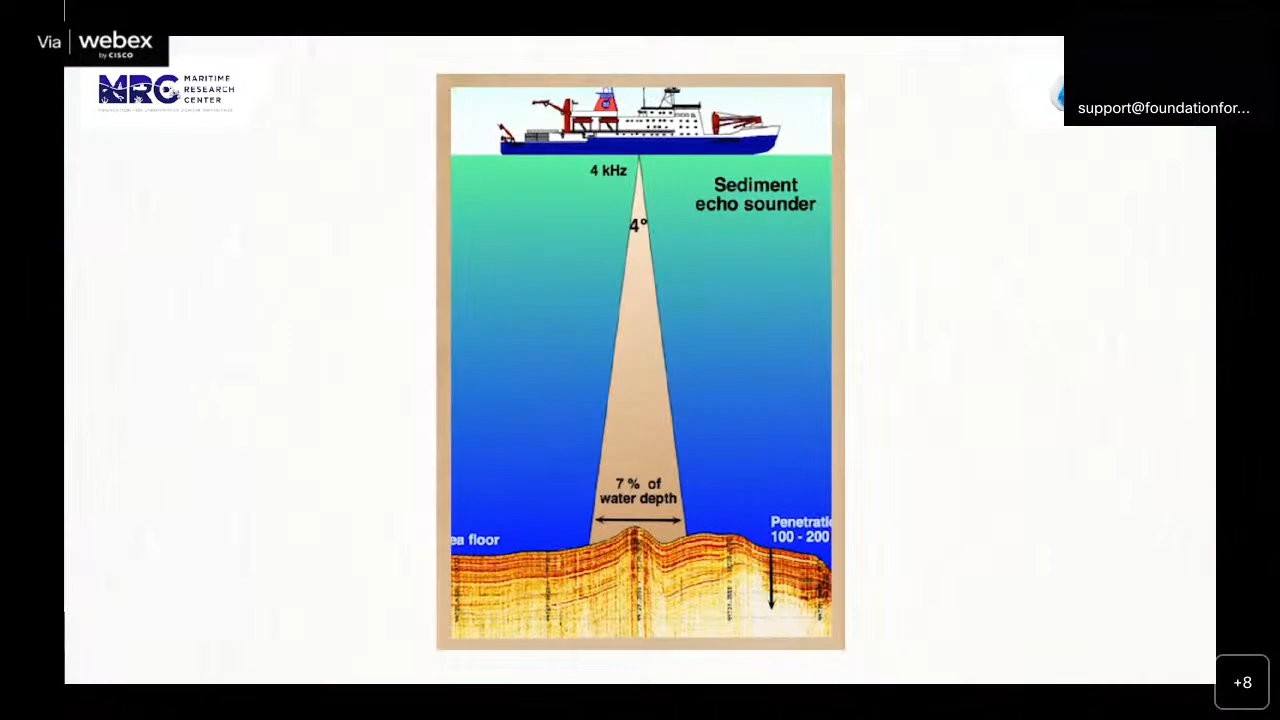 Via webex
by CISCO
MRC MARITIME
RESEARCH
CENTER
support@foundationfor...
4 kHz
Sediment
echo sounder
4°
7 % of
water depth
ea floor
Penetratio
100 - 200
+8